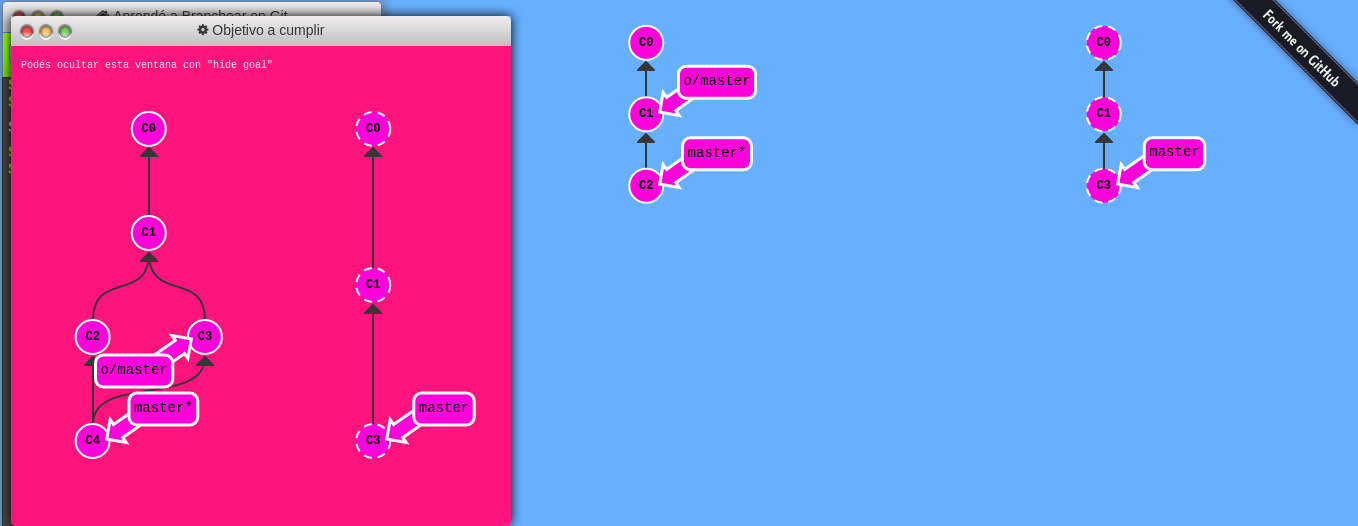 Aprendé a Branchear en Git
Objetivo a cumplir
Podés ocultar esta ventana con "hide goal"
C0
C0
C1
C1
C2
C3
o/master
master*
master
C4
C3
C0
o/master
C1
master*
C2
C0
C1
master
C3
Fork me on GitHub